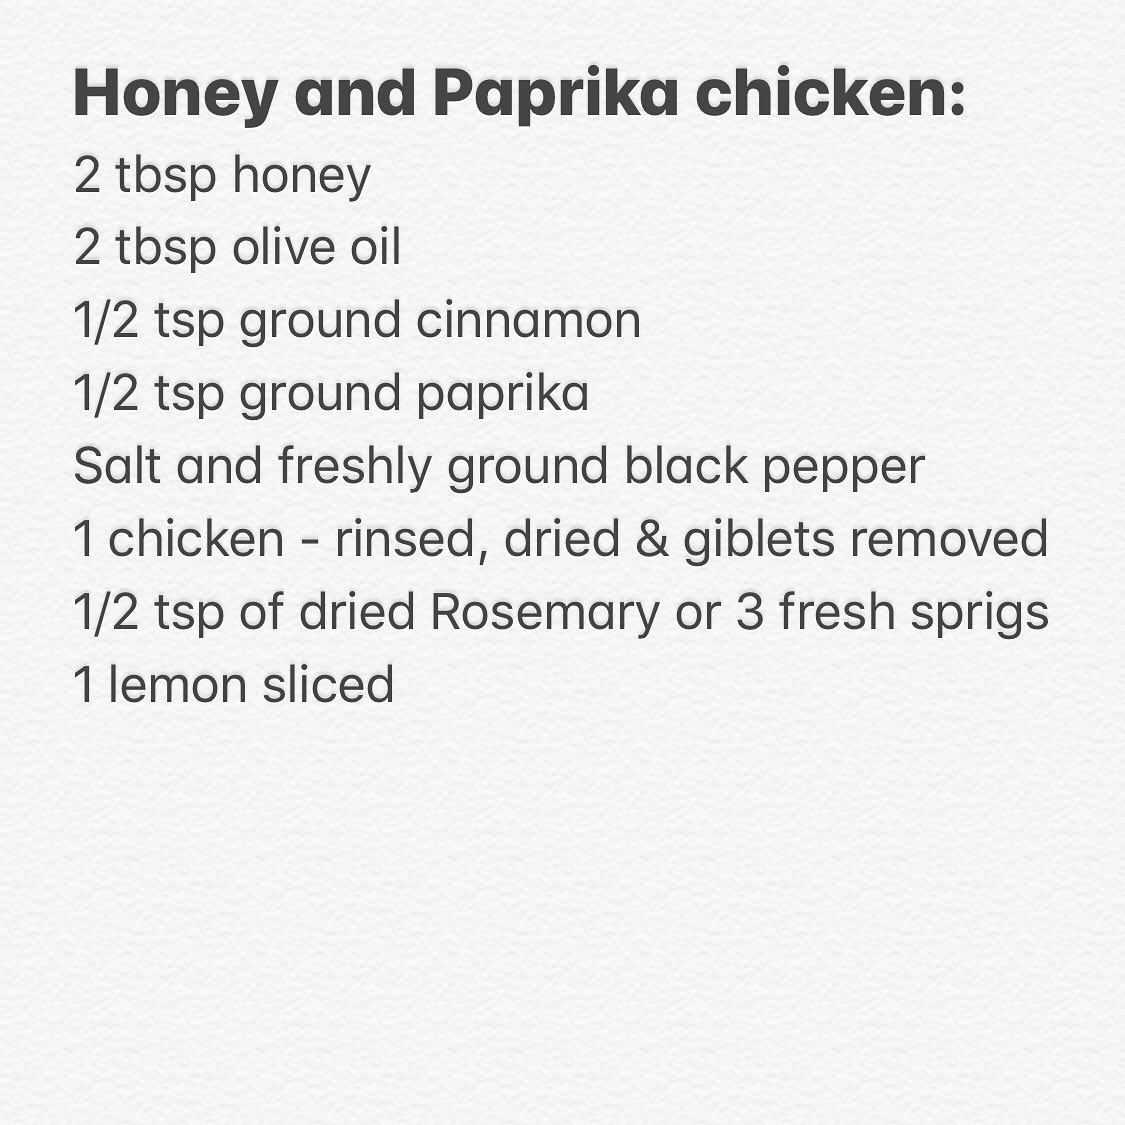 Honey and Paprika chicken:
2 tbsp honey
2 tbsp olive oil
1/2 tsp ground cinnamon
1/2 tsp ground paprika
Salt and freshly ground black pepper
1 chicken - rinsed, dried & giblets removed
1/2 tsp of dried Rosemary or 3 fresh sprigs
1 lemon sliced